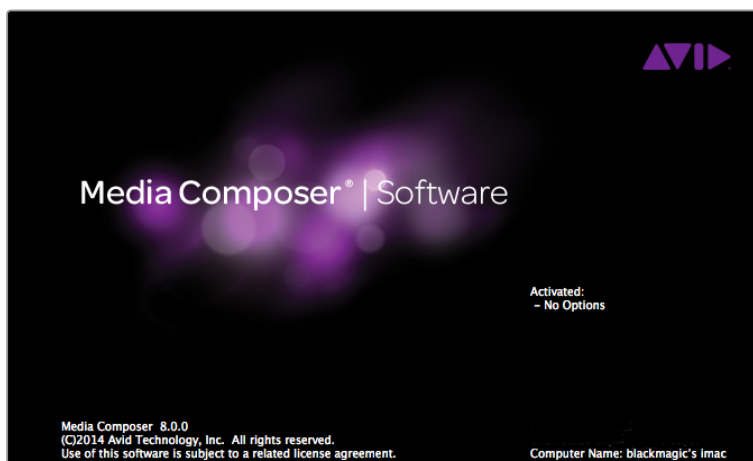 AVID
Media Composer® | Software
Activated:
– No Options
Media Composer 8.0.0
(C)2014 Avid Technology, Inc. All rights reserved.
Use of this software is subject to a related license agreement.
Computer Name: blackmagic's imac